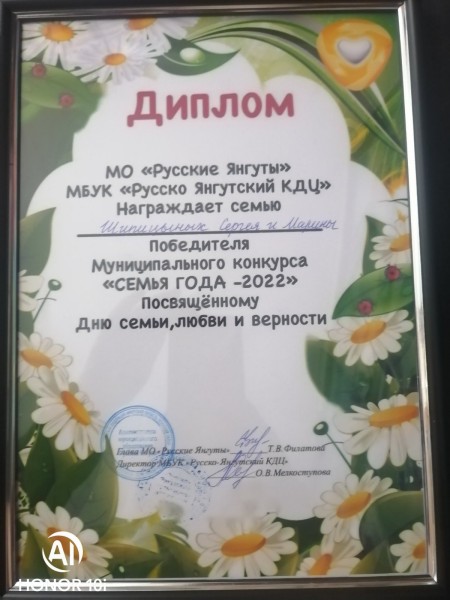 Диплом
МО «Русские Янгуты»
МБУК «Русско Янгутский КДЦ»
Награждает семью
Шипицыных Сергея и Марины
Победителя
Муниципального конкурса
«СЕМЬЯ ГОДА -2022»
Посвящённому
Дню семьи,любви и верности
Глава МО «Русские Янгуты» Т.В.Филатова
Директор МБУК «Русско-Янгутский КДЦ»
О.В.Мелкоступова
AI
HONOR 10i